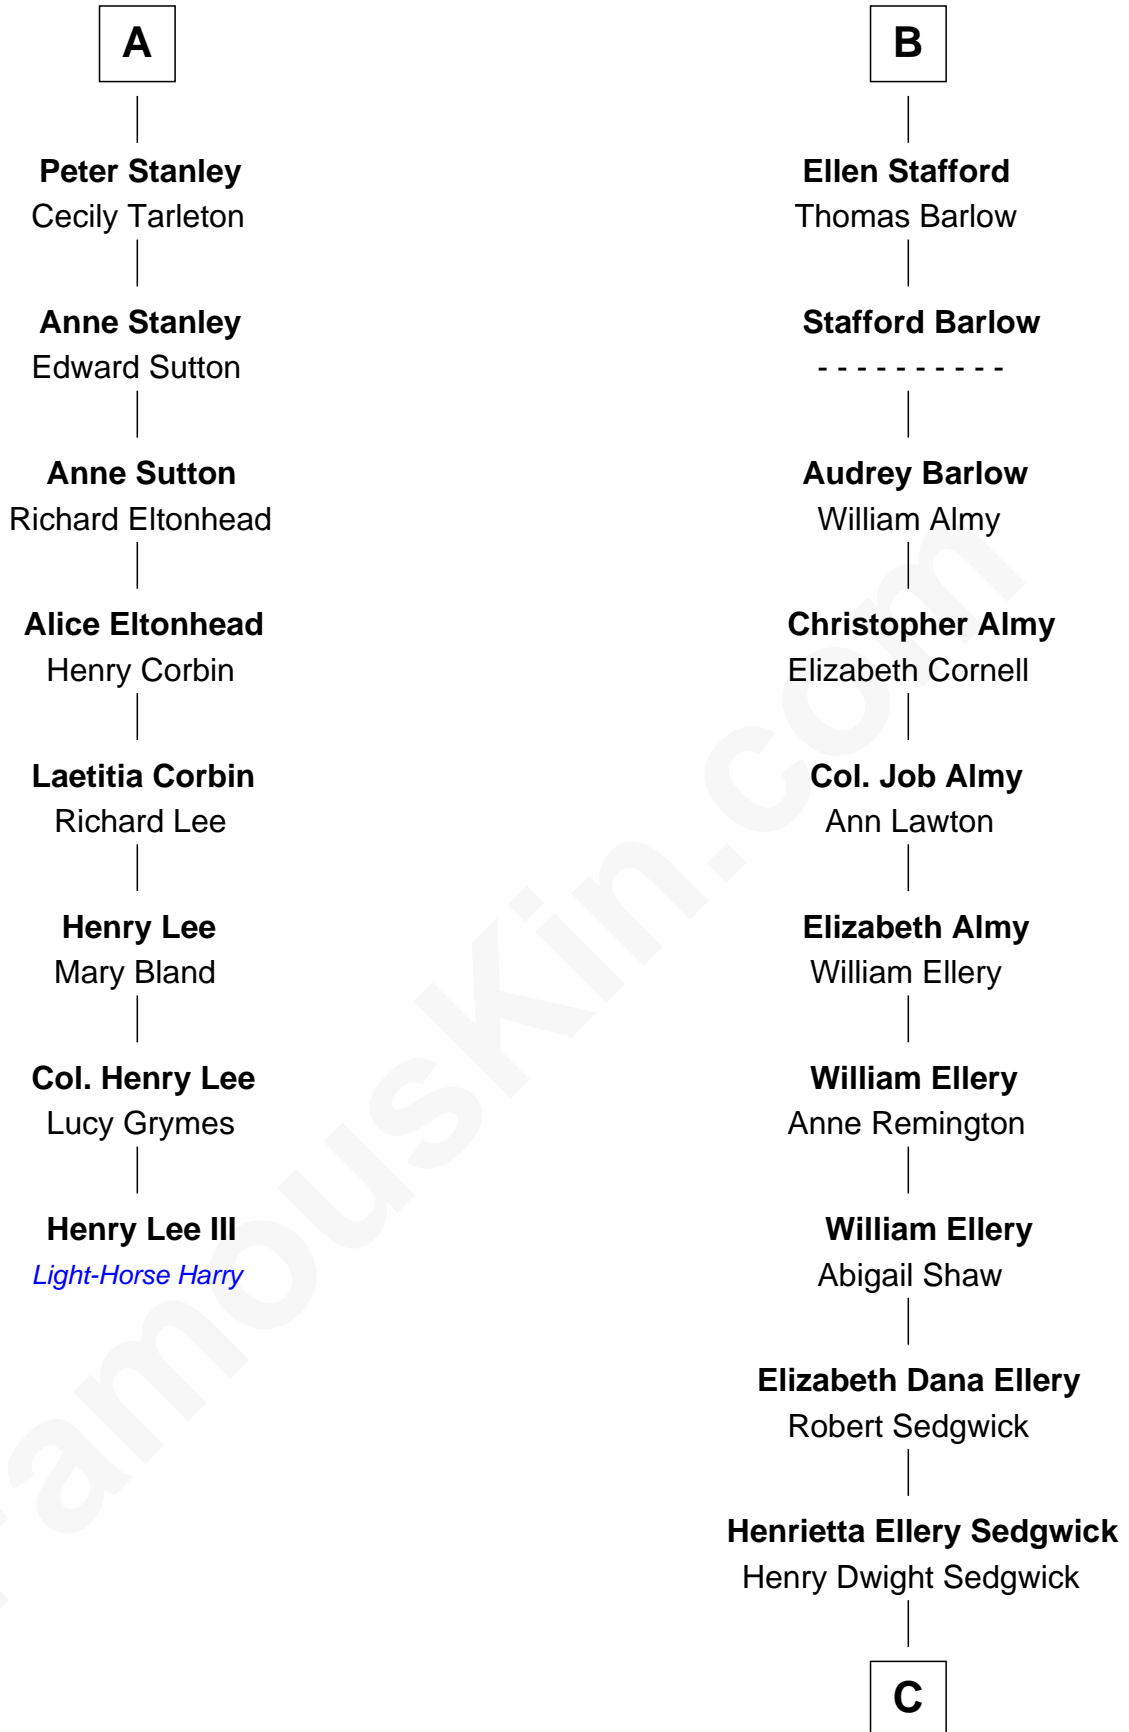 A
Peter Stanley
Cecily Tarleton
Anne Stanley
Edward Sutton
Anne Sutton
Richard Eltonhead
Alice Eltonhead
Henry Corbin
Laetitia Corbin
Richard Lee
Henry Lee
Mary Bland
Col. Henry Lee
Lucy Grymes
Henry Lee III
Light-Horse Harry
B
Ellen Stafford
Thomas Barlow
Stafford Barlow
- - - - - - - - - -
Audrey Barlow
William Almy
Christopher Almy
Elizabeth Cornell
Col. Job Almy
Ann Lawton
Elizabeth Almy
William Ellery
William Ellery
Anne Remington
William Ellery
Abigail Shaw
Elizabeth Dana Ellery
Robert Sedgwick
Henrietta Ellery Sedgwick
Henry Dwight Sedgwick
C
FamousKin.com